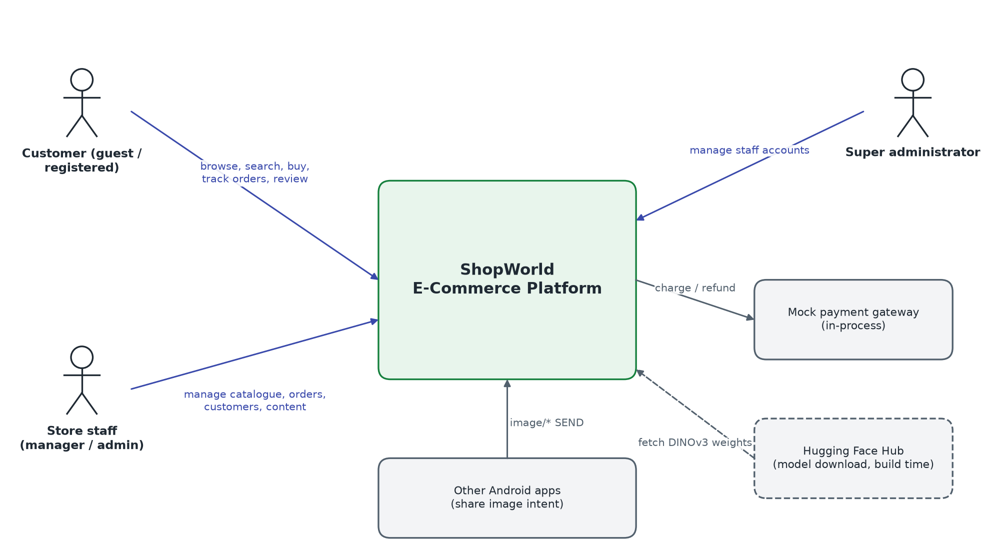 Customer (guest /
registered)
browse, search, buy,
track orders, review
manage staff accounts
Super administrator
ShopWorld
E-Commerce Platform
charge / refund
Mock payment gateway
(in-process)
Store staff
(manager / admin)
manage catalogue, orders,
customers, content
image/* SEND
fetch DINOv3 weights
Hugging Face Hub
(model download, build time)
Other Android apps
(share image intent)